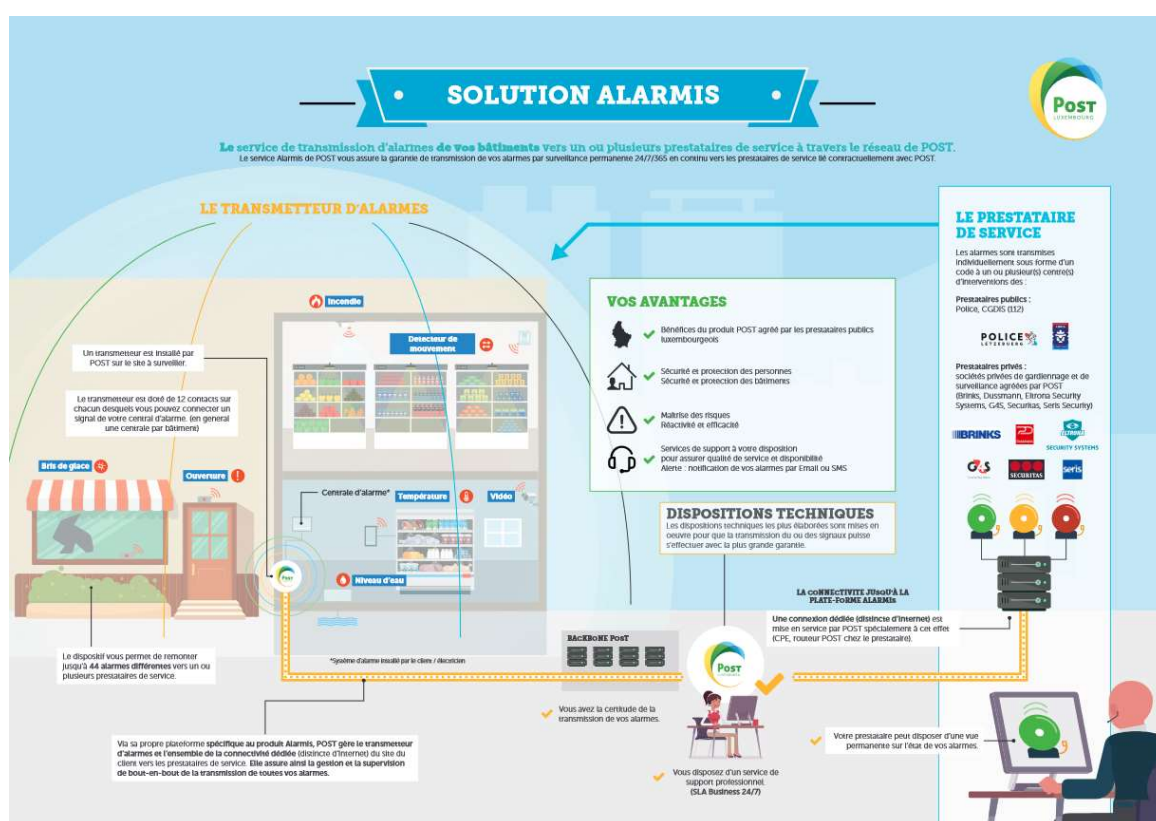 SOLUTION ALARMIS
POST
LUXEMBOURG
Le service de transmission d'alarmes de vos bâtiments vers un ou plusieurs prestataires de service à travers le réseau de POST.
Le service Alarmis de POST vous assure la garantie de transmission de vos alarmes par surveillance permanente 24/7/365 en continu vers les prestataires de service lié contractuellement avec POST.
LE TRANSMETTEUR D'ALARMES
Incendie
Détecteur de
mouvement
Un transmetteur est installé par
POST sur le site à surveiller.
Le transmetteur est doté de 12 contacts sur
chacun desquels vous pouvez connecter un
signal de votre central d'alarme. (en general
une centrale par bâtiment)
Bris de glace
Ouverture
Centrale d'alarme*
Température
Vidéo
POST
Niveau d'eau
Le dispositif vous permet de remonter
jusqu'à 44 alarmes différentes vers un ou
plusieurs prestataires de service.
*Système d'alarme installé par le client / électricien
Via sa propre plateforme spécifique au produit Alarmis, POST gère le transmetteur
d'alarmes et l'ensemble de la connectivité dédiée (distincte d'Internet) du site du
client vers les prestataires de service. Elle assure ainsi la gestion et la supervision
de bout-en-bout de la transmission de toutes vos alarmes.
VOS AVANTAGES
Bénéfices du produit POST agréé par les prestataires publics
luxembourgeois
Sécurité et protection des personnes
Sécurité et protection des bâtiments
Maîtrise des risques
Réactivité et efficacité
Services de support à votre disposition
pour assurer qualité de service et disponibilité
Alerte : notification de vos alarmes par Email ou SMS
DISPOSITIONS TECHNIQUES
Les dispositions techniques les plus élaborées sont mises en
oeuvre pour que la transmission du ou des signaux puisse
s'effectuer avec la plus grande garantie.
BACKBONE POST
POST
LUXEMBOURG
Vous avez la certitude de la
transmission de vos alarmes.
Vous disposez d'un service de
support professionnel.
(SLA Business 24/7)
LA CONNECTIVITE JUSQU'À LA
PLATE-FORME ALARMIS
Une connexion dédiée (distincte d'Internet) est
mise en service par POST spécialement à cet effet
(CPE, routeur POST chez le prestataire).
LE PRESTATAIRE
DE SERVICE
Les alarmes sont transmises
individuellement sous forme d'un
code à un ou plusieur(s) centre(s)
d'interventions des :
Prestataires publics :
Police, CGDIS (112)
POLICE
LËTZEBUERG
Prestataires privés :
sociétés privées de gardiennage et de
surveillance agréées par POST
(Brinks, Dussmann, Eltrona Security
Systems, G4S, Securitas, Seris Security)
BRINKS
ELTRONA
SECURITY SYSTEMS
G4S
SECURITAS
seris
Votre prestataire peut disposer d'une vue
permanente sur l'état de vos alarmes.